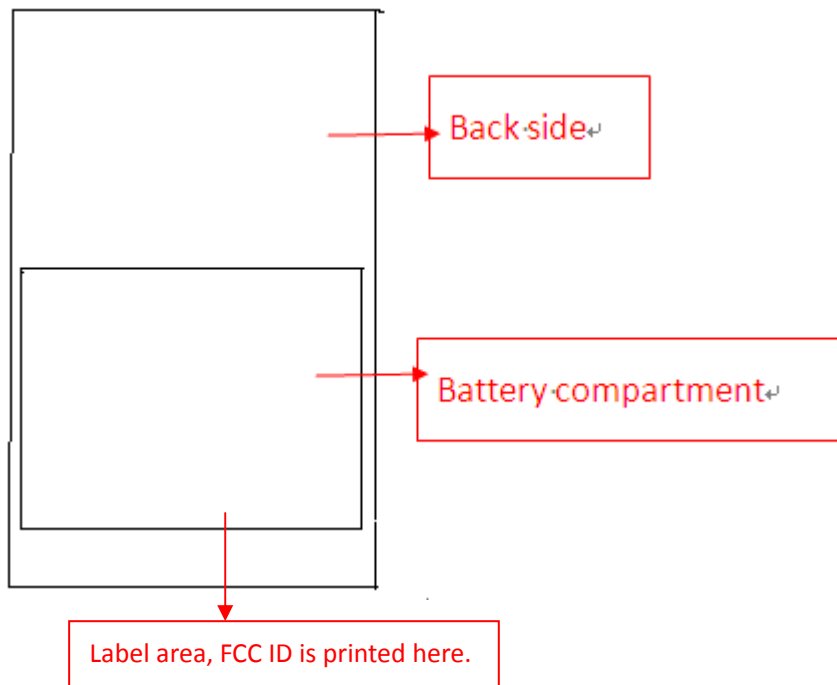 Back side
Battery compartment
Label area, FCC ID is printed here.